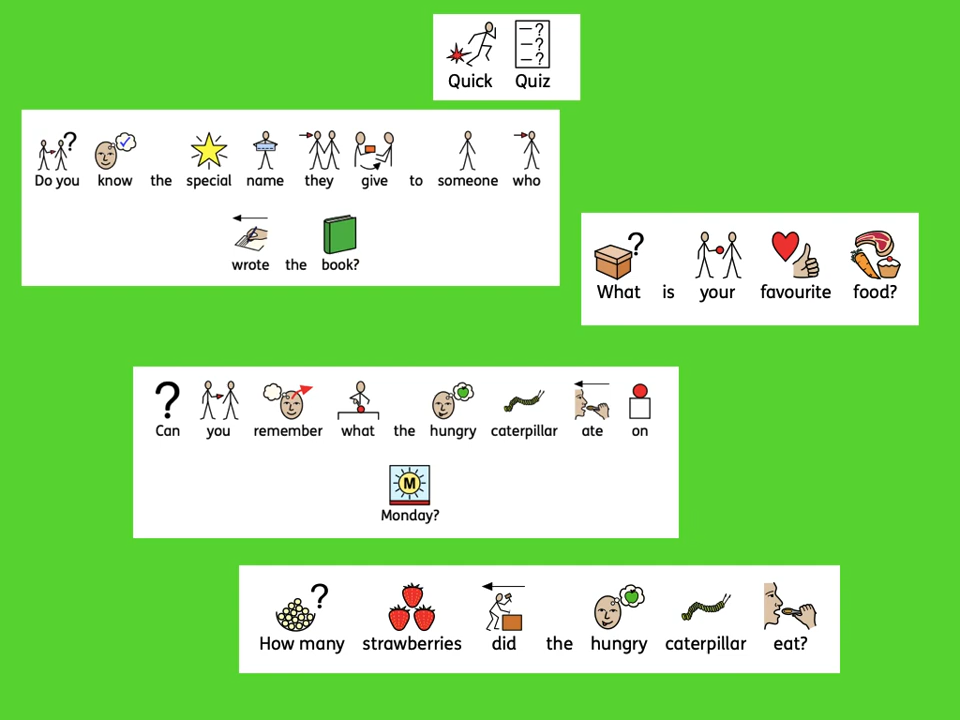 Quick Quiz
Do you know the special name they give to someone who
wrote the book?
What is your favourite food?
Can you remember what the hungry caterpillar ate on
M
Monday?
How many strawberries did the hungry caterpillar eat?